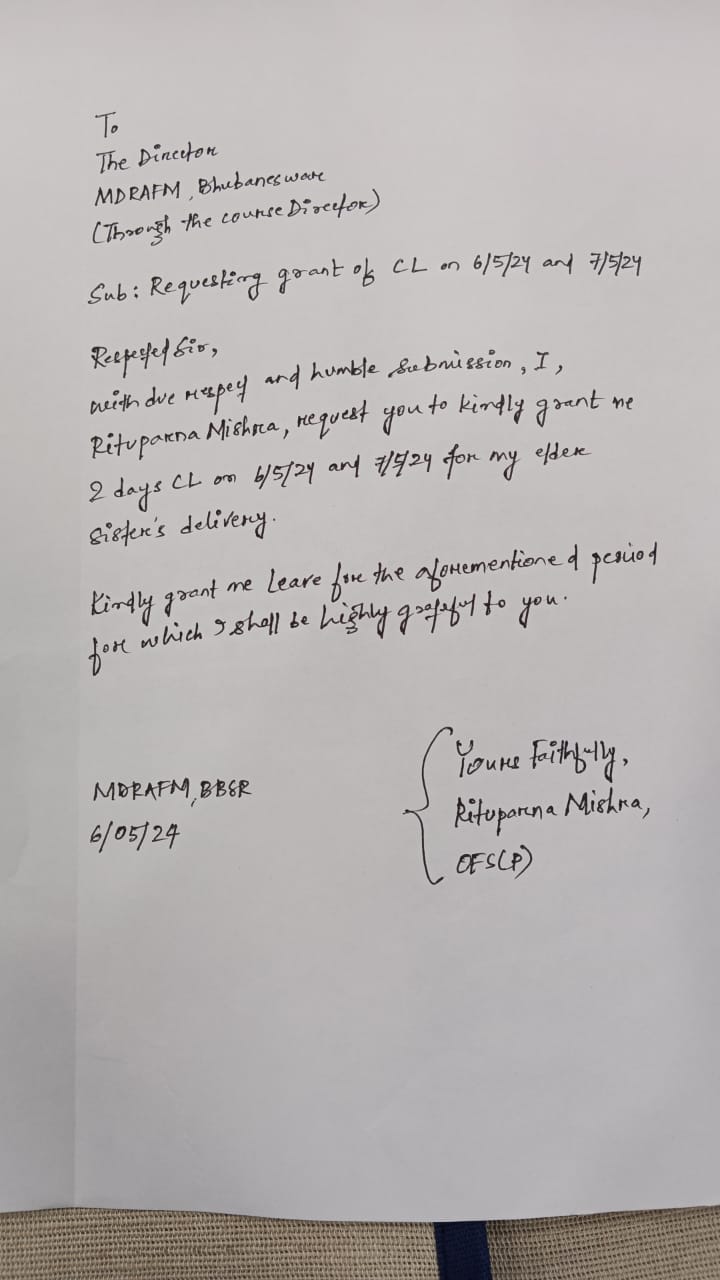 To
The Director
MDRAFM, Bhubaneswar
(Through the course Director)
Sub: Requesting grant of CL on 6/5/24 and 7/5/24
Respected Sir,
with due respect and humble submission, I,
Rituparna Mishra, request you to kindly grant me
2 days CL on 6/5/24 and 7/5/24 for my elder
sister's delivery.
Kindly grant me leave for the aforementioned period
for which I shall be highly grateful to you.
Yours Faithfully,
MDRAFM, BBSR
Rituparna Mishra,
6/05/24
OFS(P)